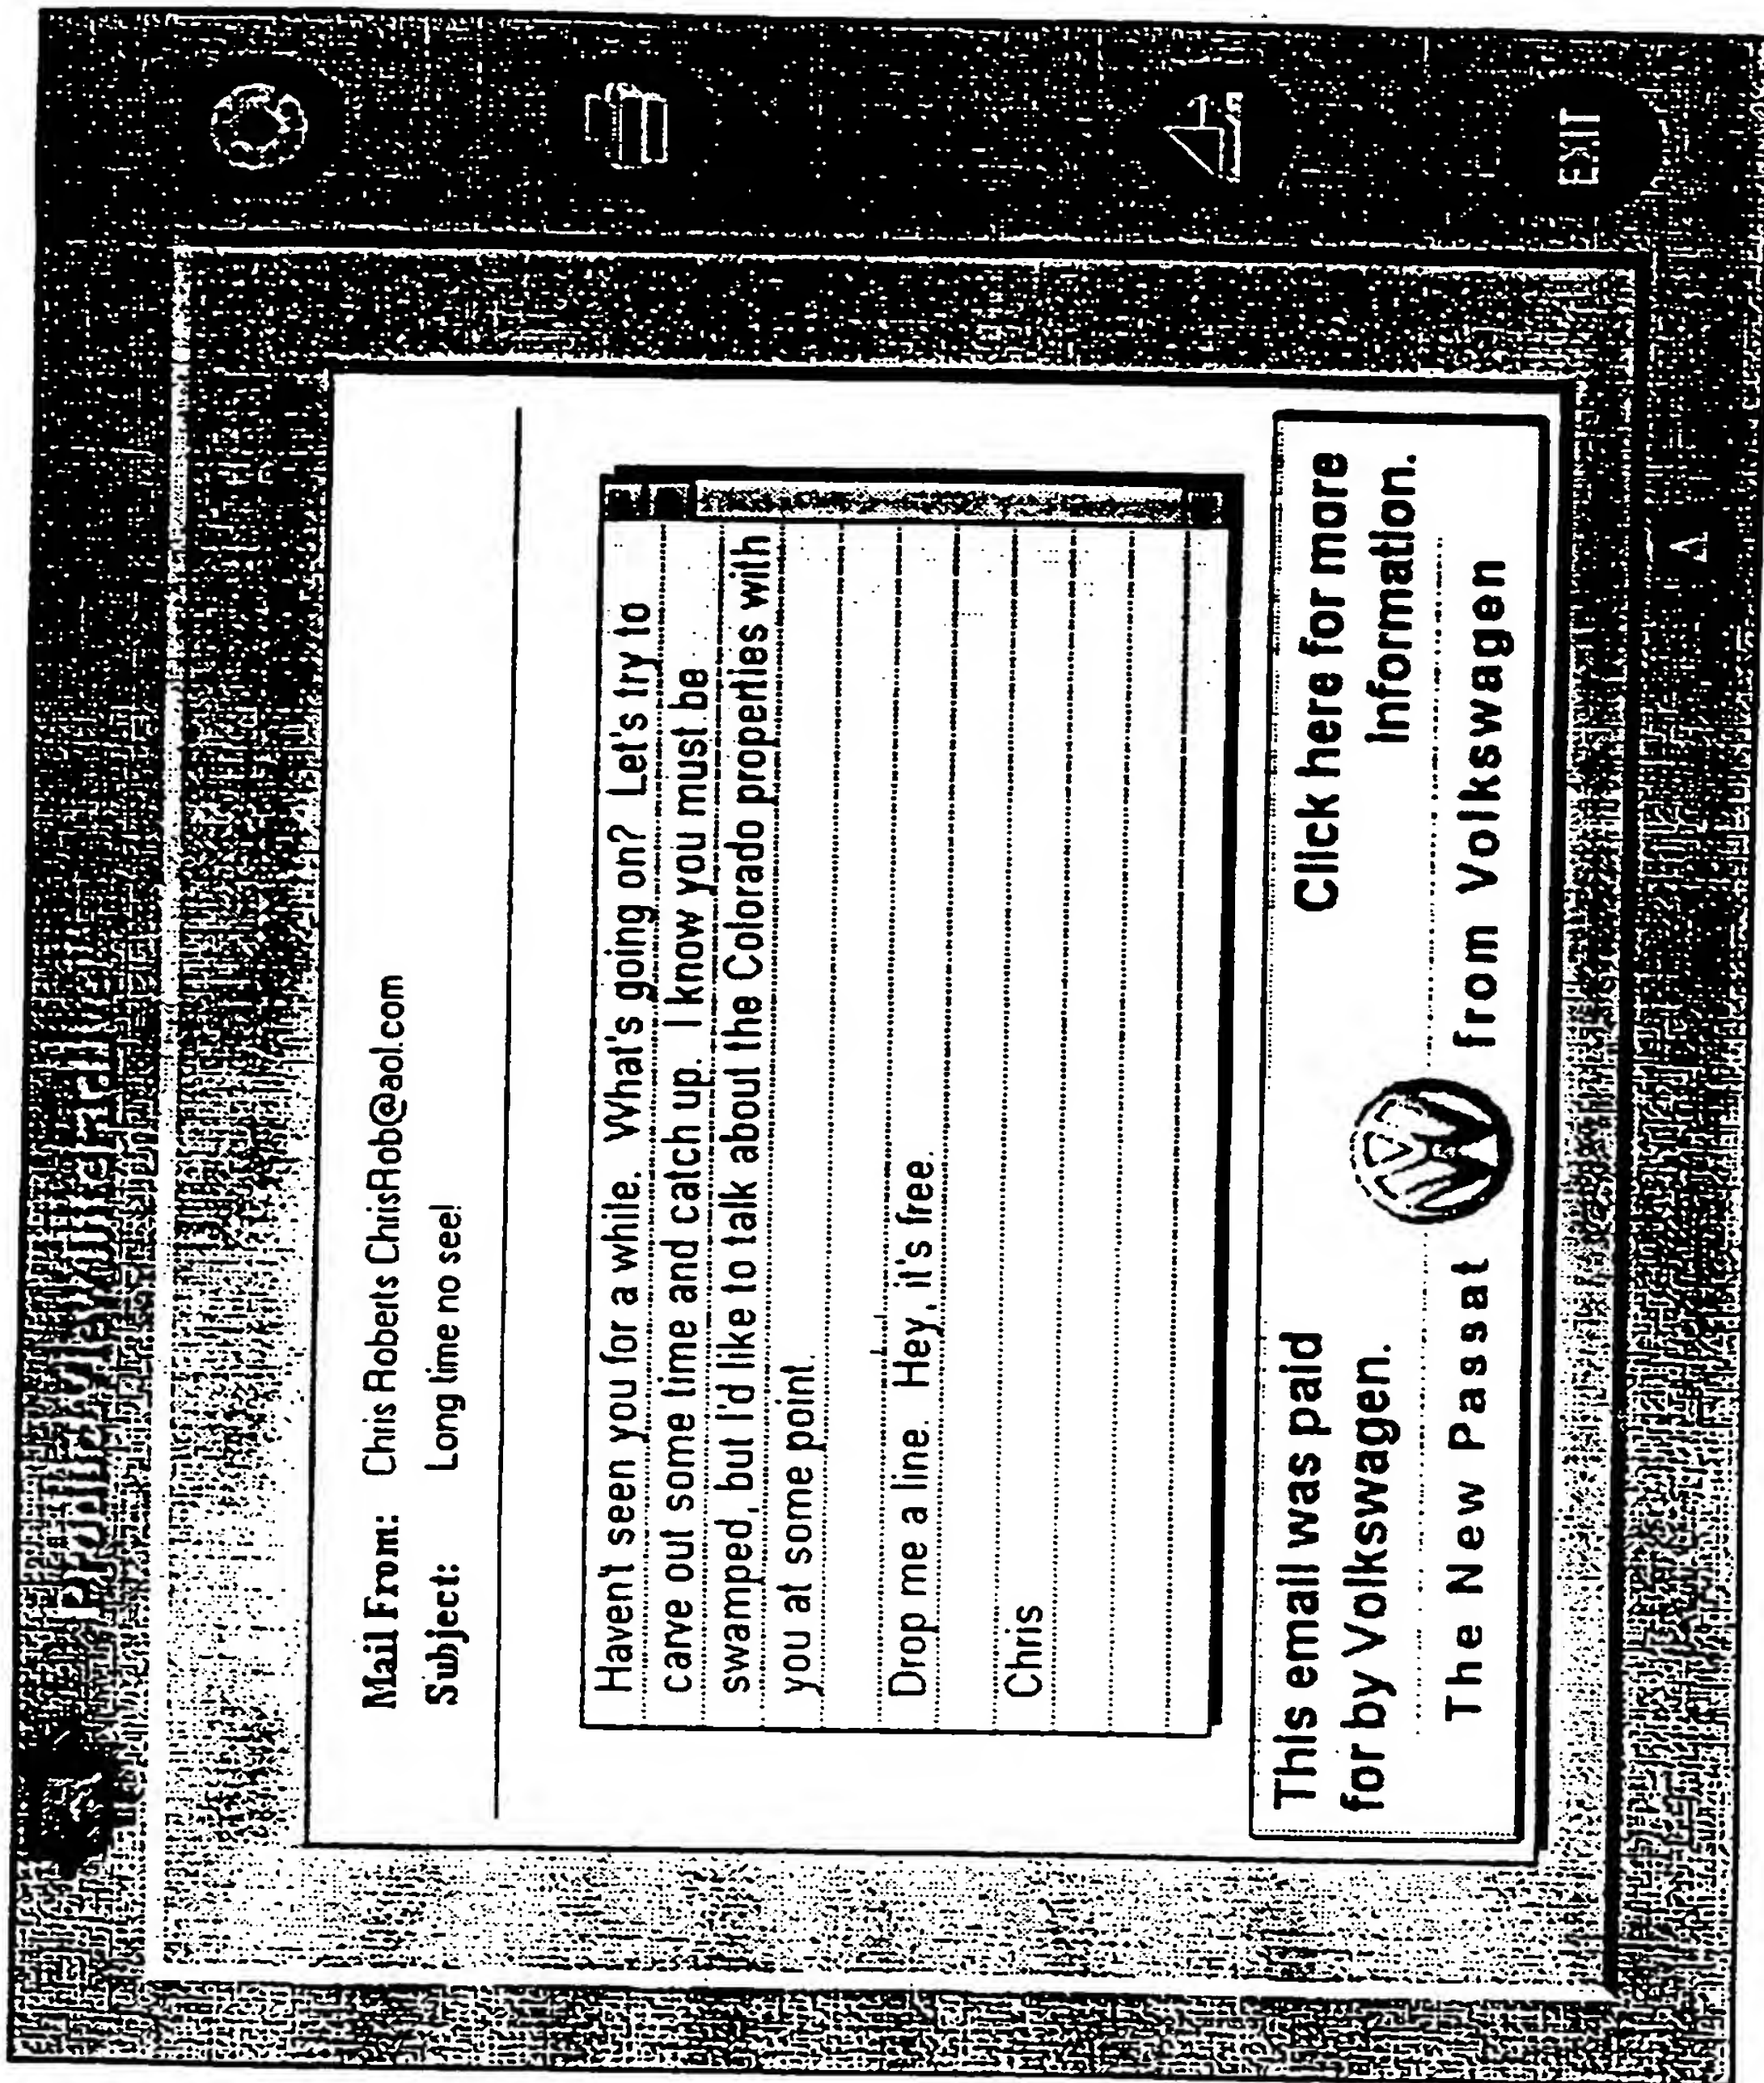 Mail From: Chris Roberts ChrisRob@aol.com
Subject: Long time no see!
Haven't seen you for a while. What's going on? Let's try to
carve out some time and catch up. I know you must be
swamped, but I'd like to talk about the Colorado properties with
you at some point.
Drop me a line. Hey, it's free.
Chris
This email was paid
for by Volkswagen.
Click here for more
Information.
The New Passat
from Volkswagen
EXIT